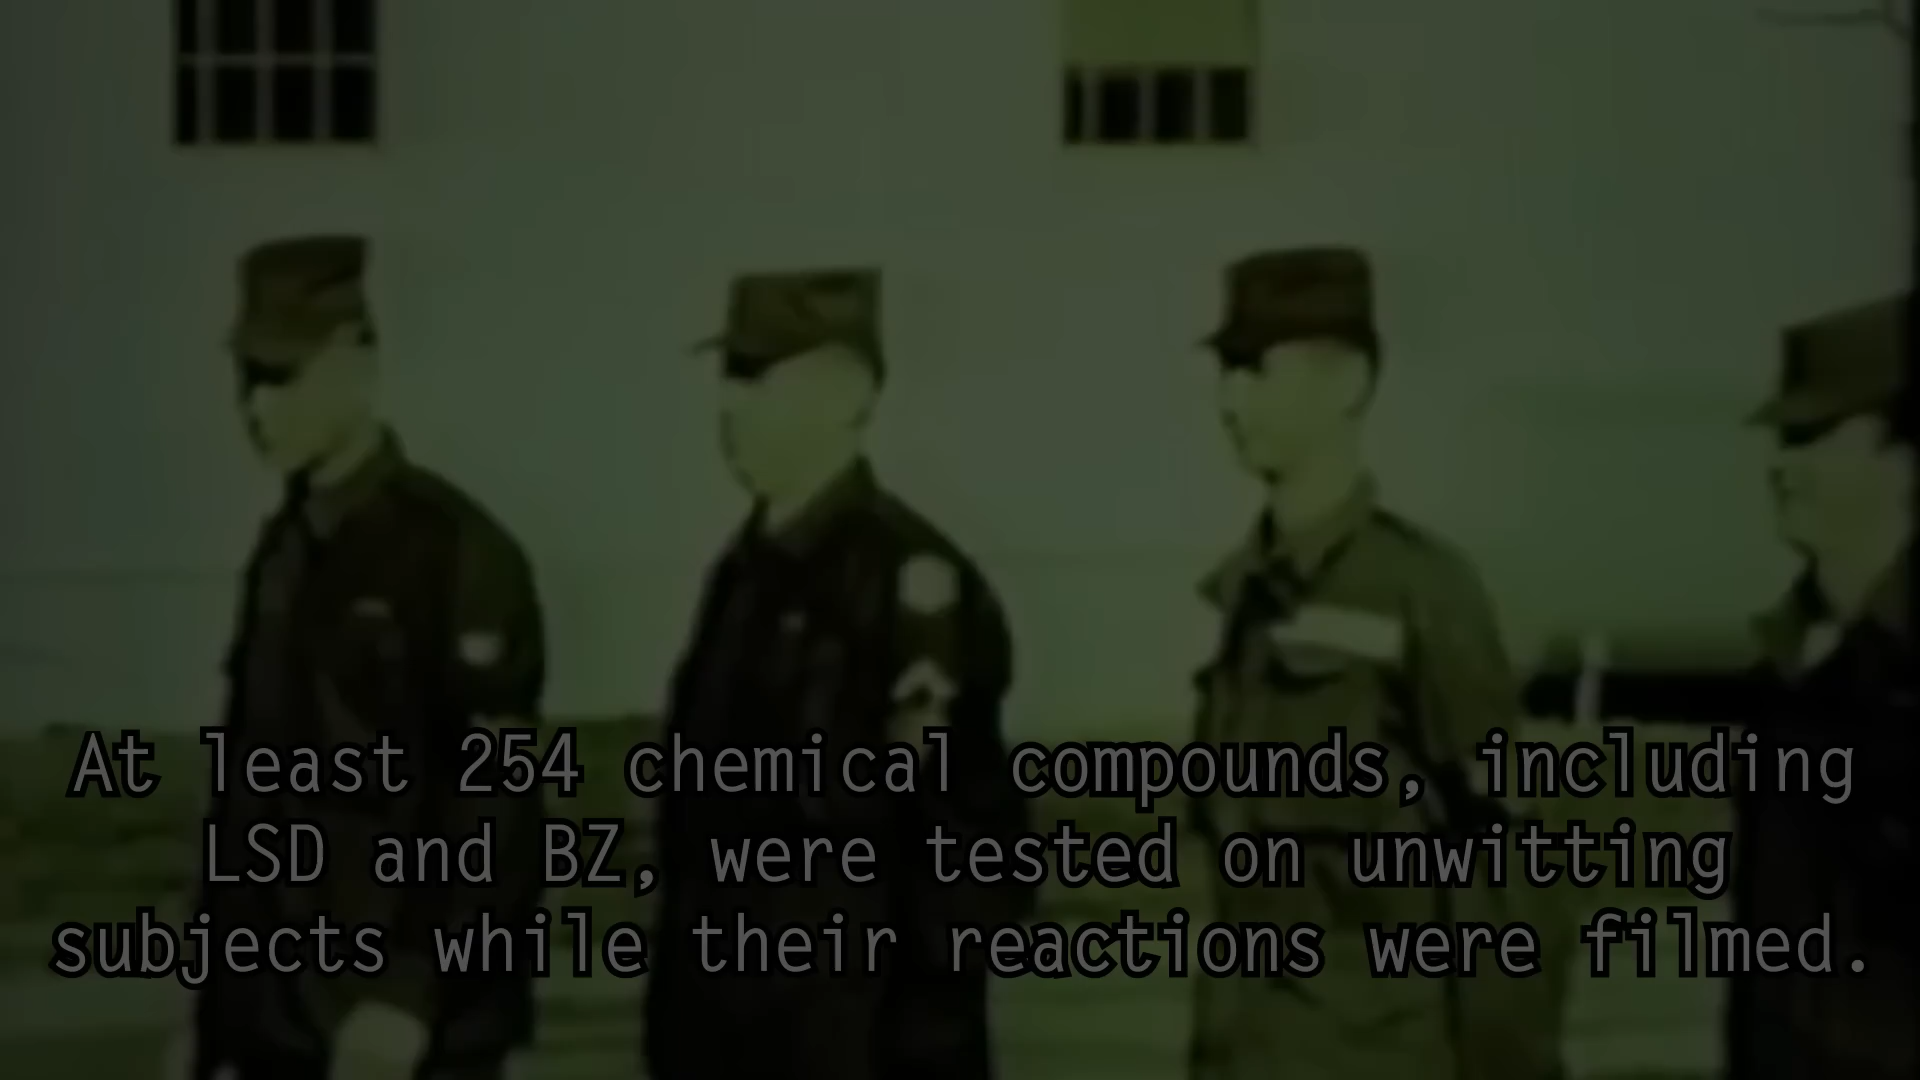 At least 254 chemical compounds, including
LSD and BZ, were tested on unwitting
subjects while their reactions were filmed.